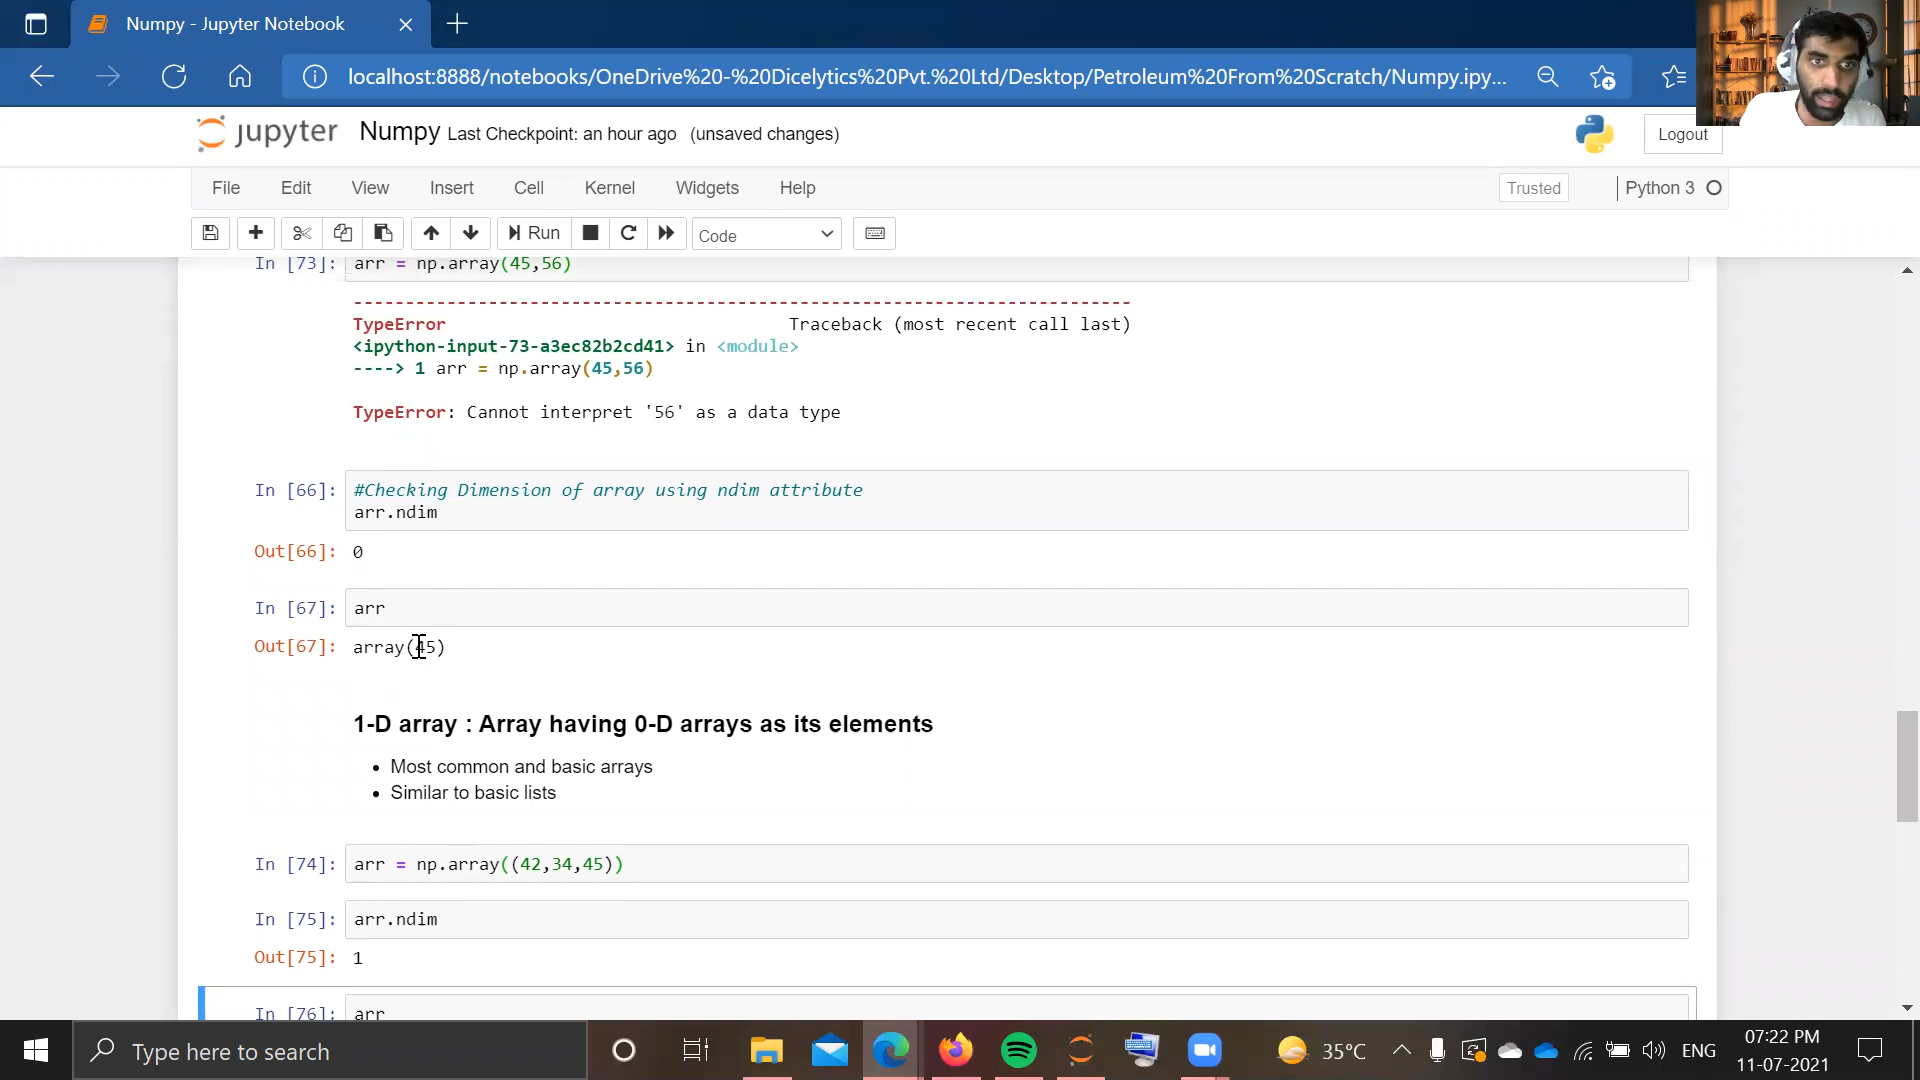 Numpy - Jupyter Notebook
localhost:8888/notebooks/OneDrive%20-%20Dicelytics%20Pvt.%20Ltd/Desktop/Petroleum%20From%20Scratch/Numpy.ipy...
jupyter Numpy Last Checkpoint: an hour ago (unsaved changes)
Logout
File Edit View Insert Cell Kernel Widgets Help
Trusted Python 3
Run Code
In [73]: arr = np.array(45,56)
---------------------------------------------------------------------------
TypeError Traceback (most recent call last)
<ipython-input-73-a3ec82b2cd41> in <module>
----> 1 arr = np.array(45,56)
TypeError: Cannot interpret '56' as a data type
In [66]: #Checking Dimension of array using ndim attribute
arr.ndim
Out[66]: 0
In [67]: arr
Out[67]: array(45)
1-D array : Array having 0-D arrays as its elements
• Most common and basic arrays
• Similar to basic lists
In [74]: arr = np.array((42,34,45))
In [75]: arr.ndim
Out[75]: 1
In [76]: arr
Type here to search
35°C
ENG
07:22 PM
11-07-2021